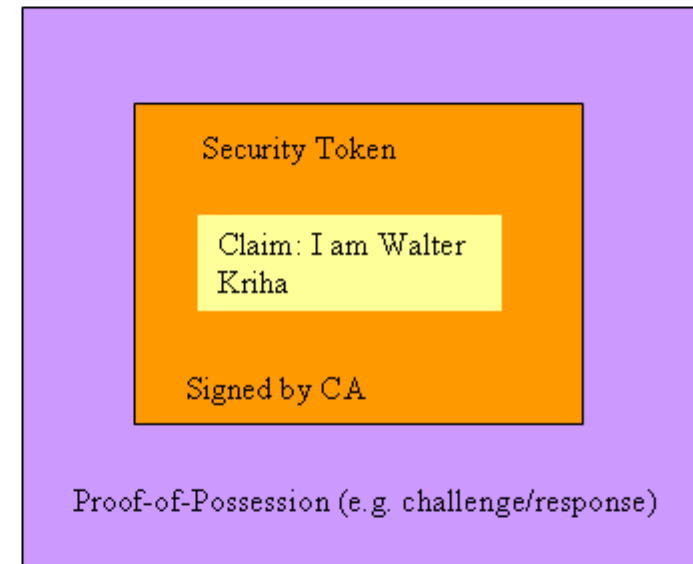 Security Token
Claim: I am Walter
Kriha
Signed by CA
Proof-of-Possession (e.g. challenge/response)